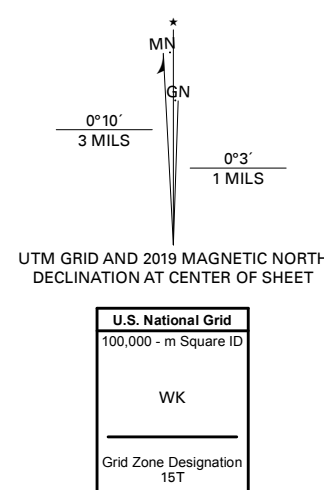 ★
MN
GN
0°10´
3 MILS
0°3´
1 MILS
UTM GRID AND 2019 MAGNETIC NORTH
DECLINATION AT CENTER OF SHEET
U.S. National Grid
100,000 - m Square ID
WK
Grid Zone Designation
15T